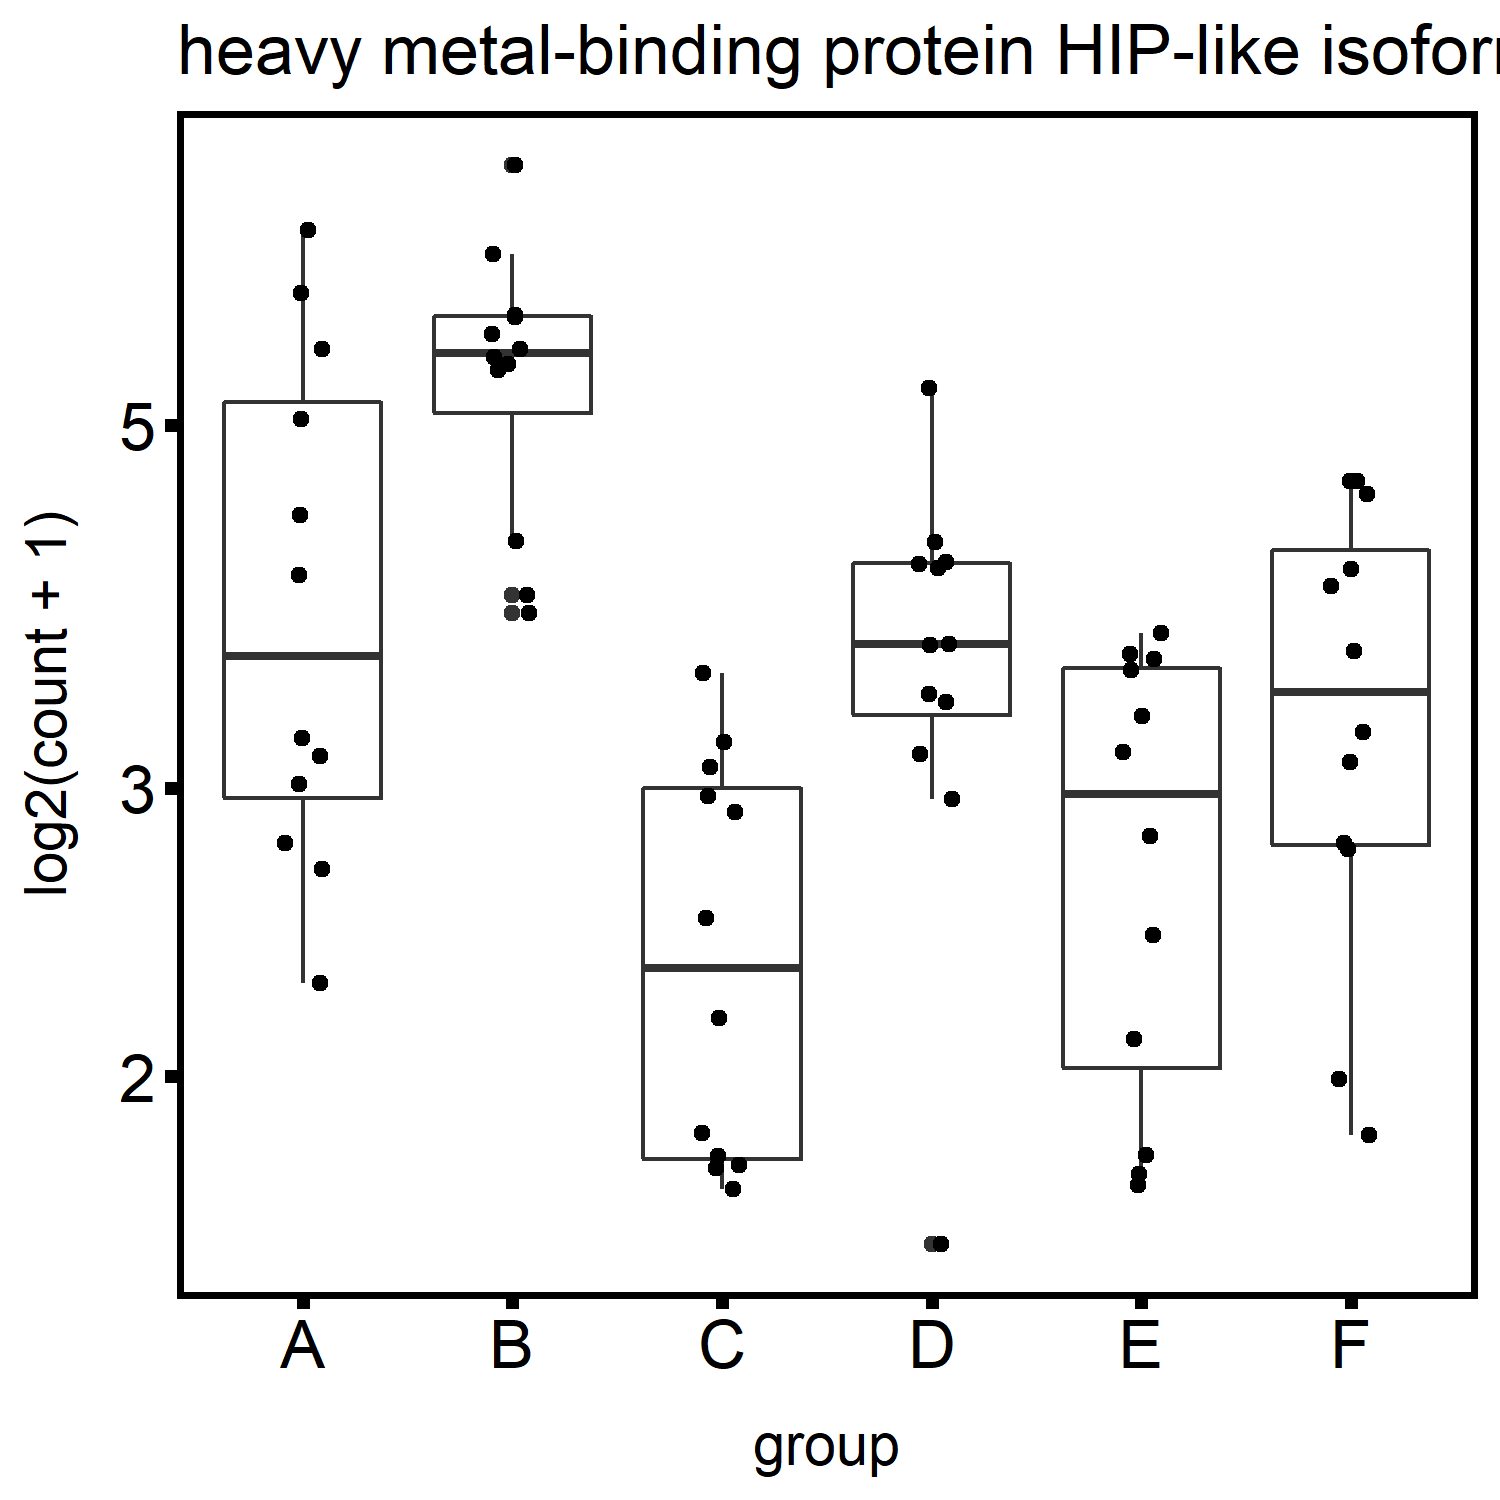 heavy metal-binding protein HIP-like isofor
log2(count + 1)
5
3
2
A B C D E F
group